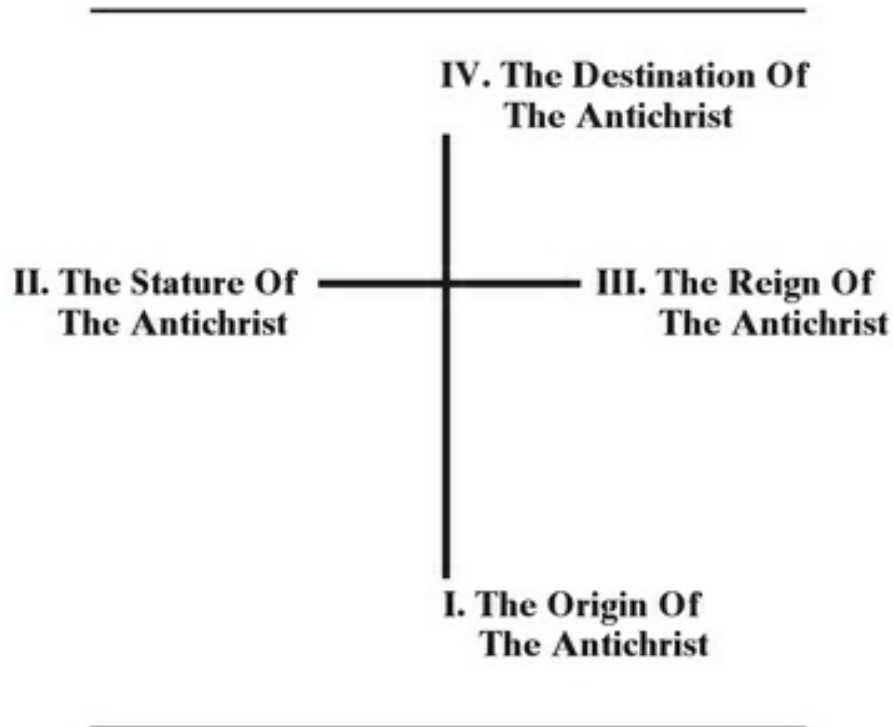 IV. The Destination Of
The Antichrist
II. The Stature Of
The Antichrist
III. The Reign Of
The Antichrist
I. The Origin Of
The Antichrist